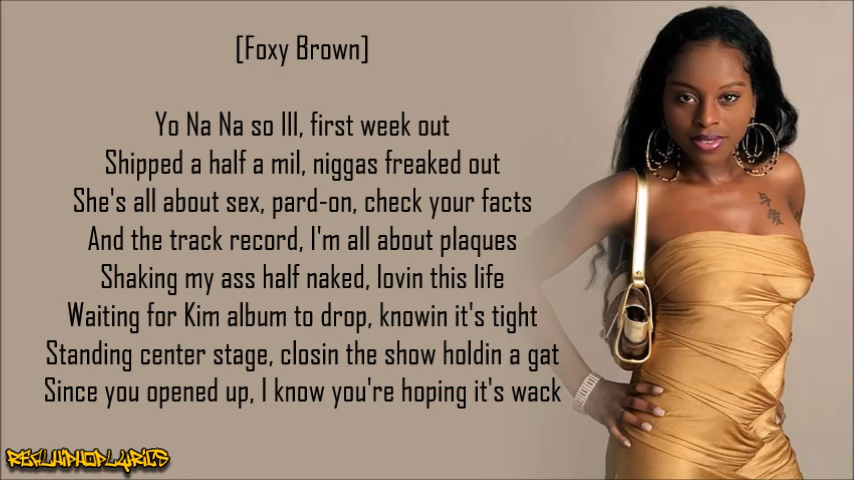 [Foxy Brown]
Yo Na Na so Ill, first week out
Shipped a half a mil, niggas freaked out
She's all about sex, pard-on, check your facts
And the track record, I'm all about plaques
Shaking my ass half naked, lovin this life
Waiting for Kim album to drop, knowin it's tight
Standing center stage, closin the show holdin a gat
Since you opened up, I know you're hoping it's wack
REALHIPHOPLYRICS